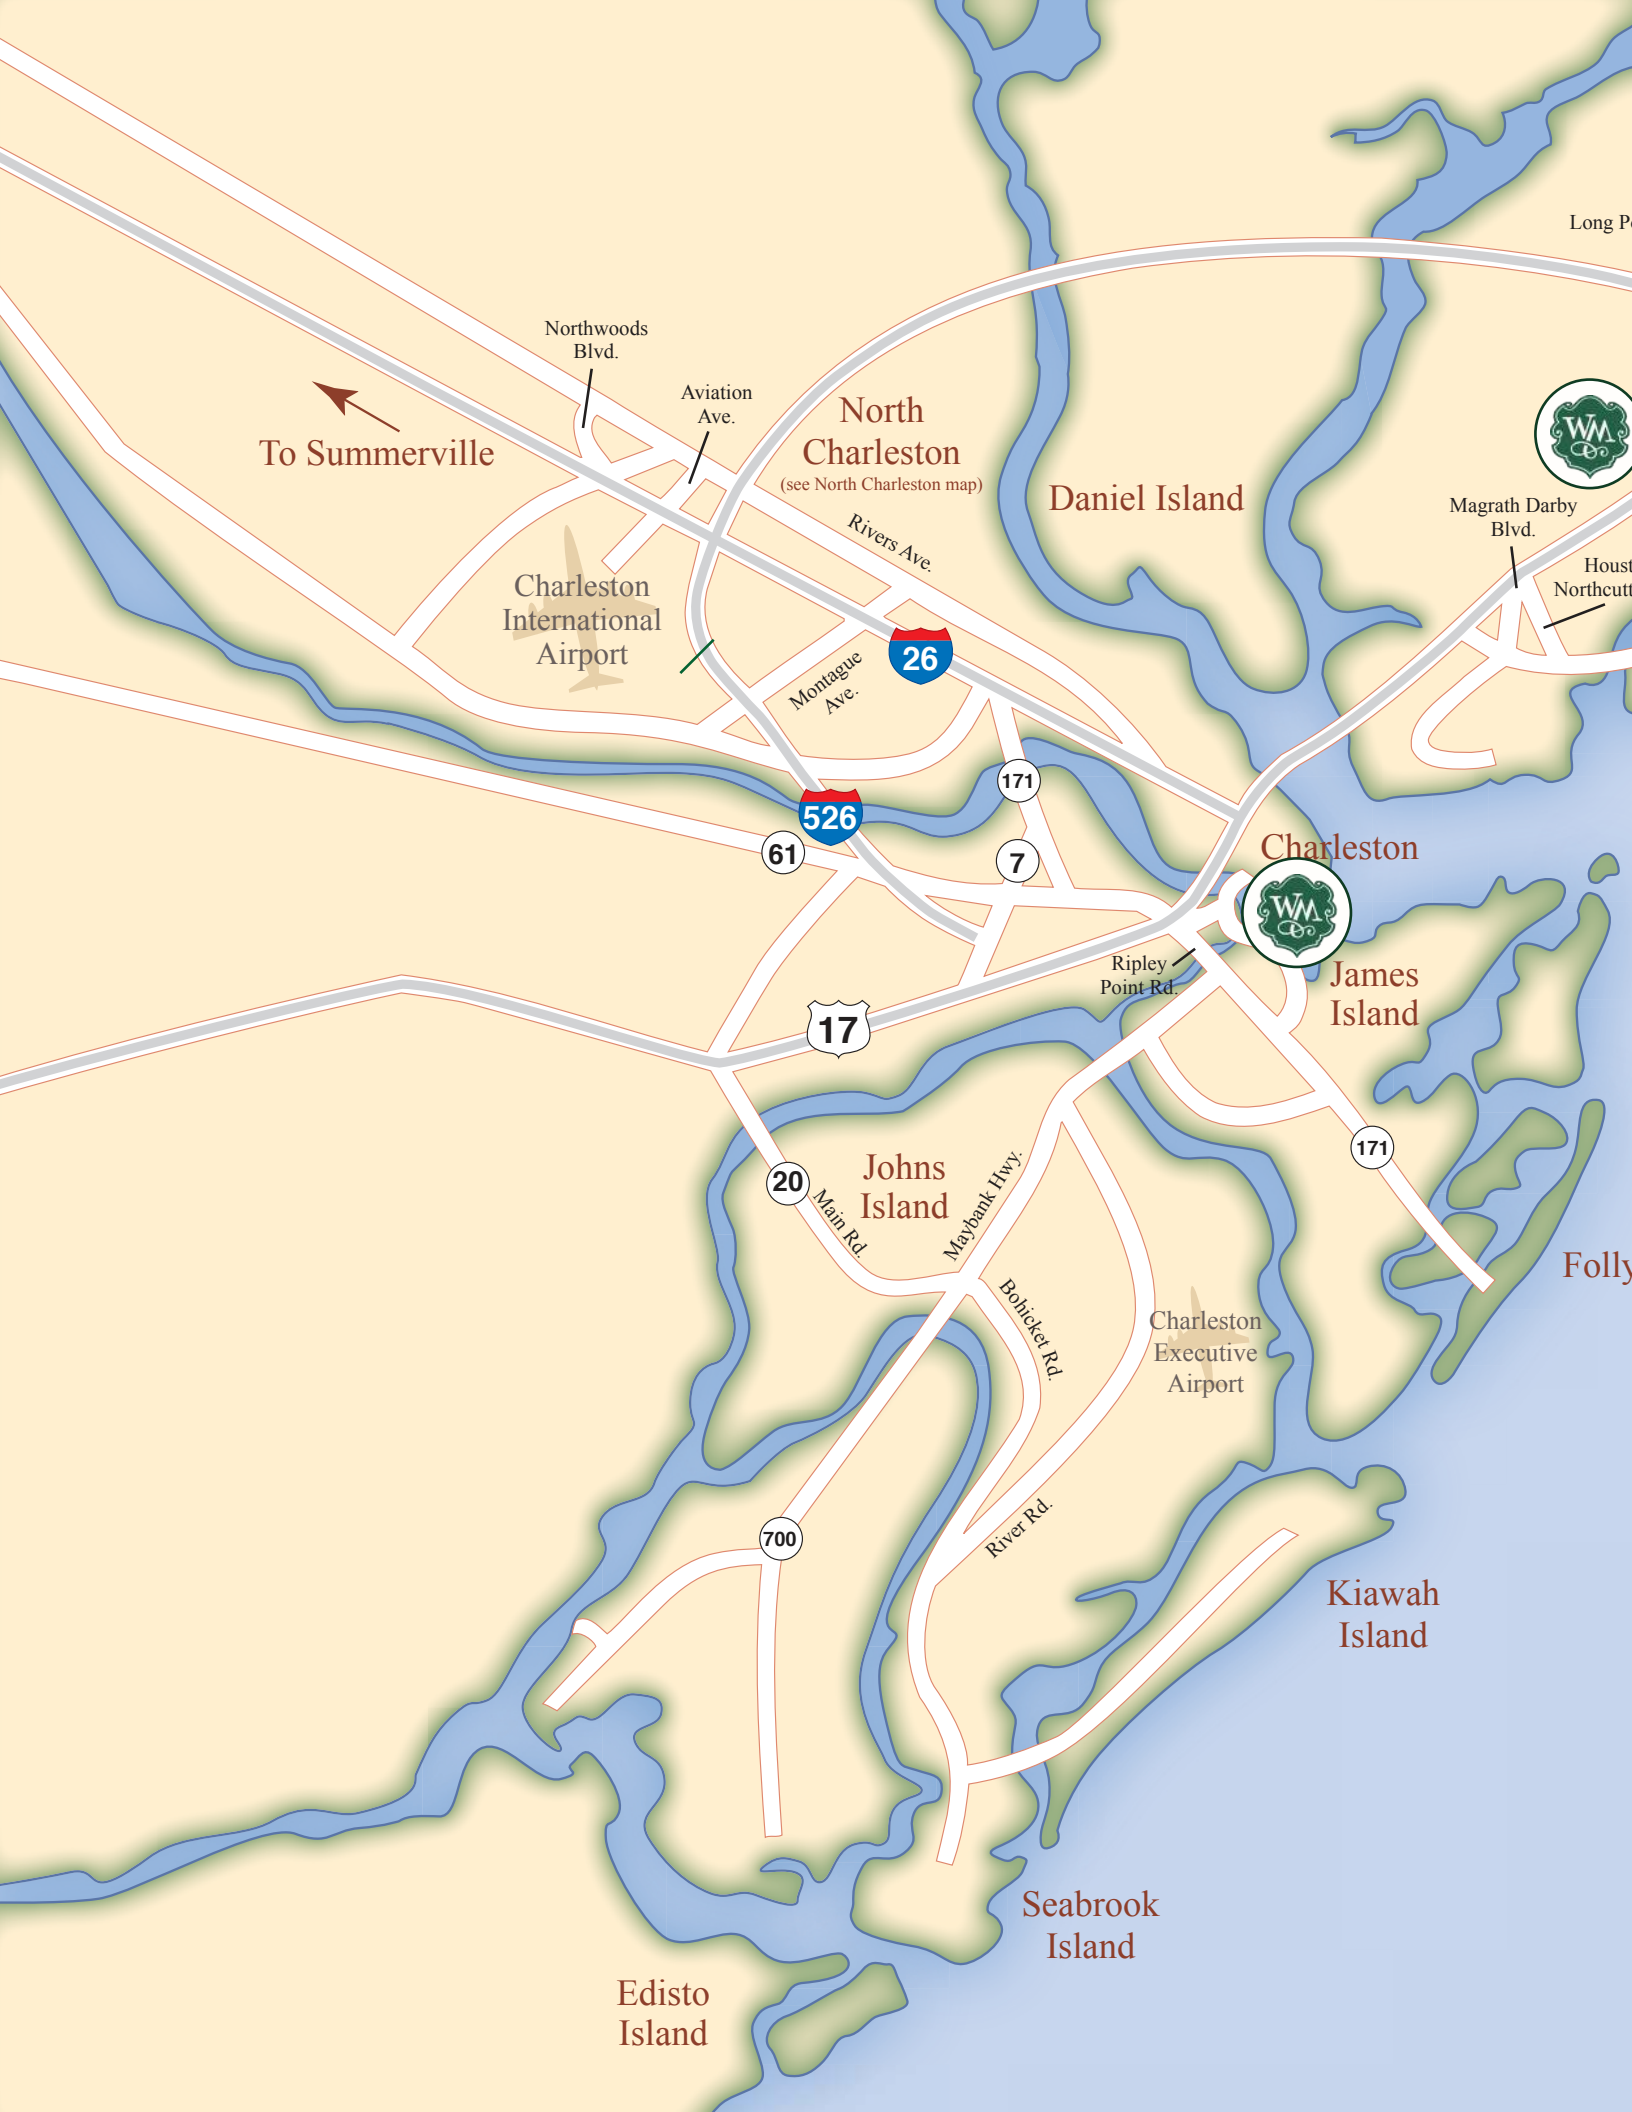 Long P
Northwoods
Blvd.
Aviation
Ave.
North
Charleston
(see North Charleston map)
To Summerville
WM
Daniel Island
Magrath Darby
Blvd.
Rivers Ave.
Houst
Northcutt
Charleston
International
Airport
26
Montague
Ave.
171
526
61
7
Charleston
WM
Ripley
Point Rd.
James
Island
17
171
Johns
Island
20
Main Rd.
Maybank Hwy.
Folly
Bohicket Rd.
Charleston
Executive
Airport
700
River Rd.
Kiawah
Island
Seabrook
Island
Edisto
Island